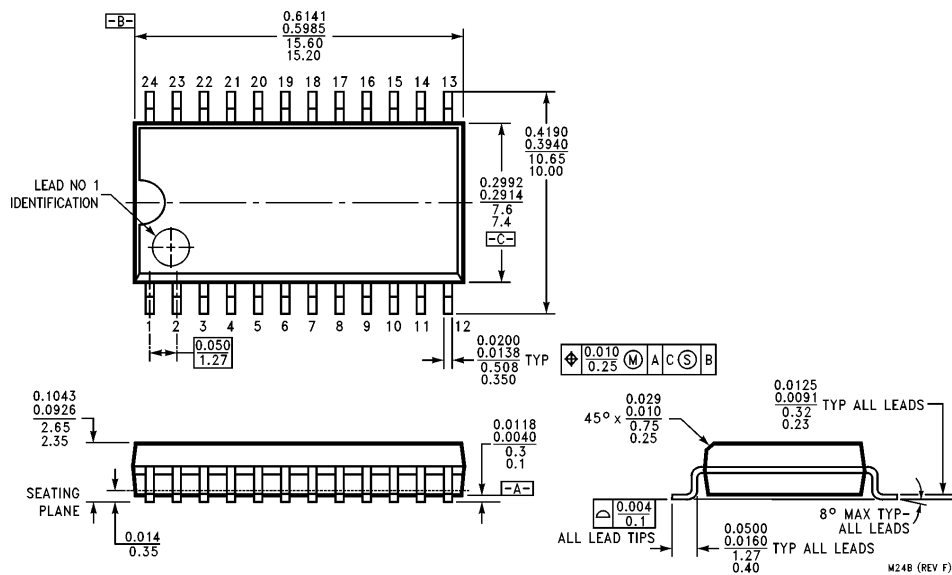 -B-
0.6141
0.5985
15.60
15.20
24 23 22 21 20 19 18 17 16 15 14 13
LEAD NO 1
IDENTIFICATION
0.4190
0.3940
10.65
10.00
0.2992
0.2914
7.6
7.4
-C-
1 2 3 4 5 6 7 8 9 10 11 12
0.050
1.27
0.0200
0.0138
0.508
0.350
TYP
⌖ 0.010
0.25 Ⓜ A C Ⓢ B
0.1043
0.0926
2.65
2.35
SEATING
PLANE
0.014
0.35
0.0118
0.0040
0.3
0.1
-A-
45° x
0.029
0.010
0.75
0.25
0.0125
0.0091
0.32
0.23
TYP ALL LEADS
0.004
0.1
ALL LEAD TIPS
0.0500
0.0160
1.27
0.40
TYP ALL LEADS
8° MAX TYP-
ALL LEADS
M24B (REV F)